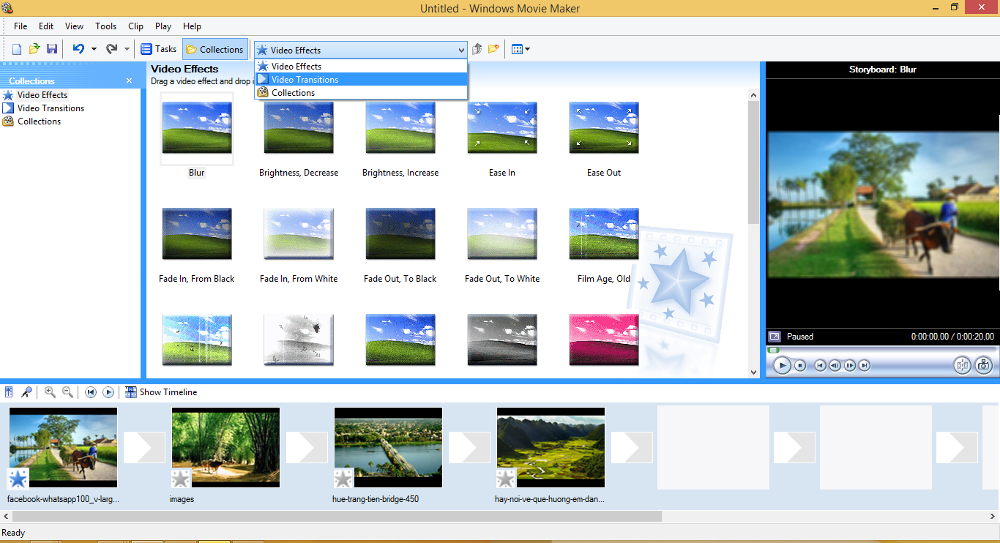 Untitled - Windows Movie Maker
File Edit View Tools Clip Play Help
Tasks Collections Video Effects
Video Effects
Video Transitions
Collections
Collections
Video Effects
Video Transitions
Collections
Video Effects
Drag a video effect and drop i
Blur Brightness, Decrease Brightness, Increase Ease In Ease Out
Fade In, From Black Fade In, From White Fade Out, To Black Fade Out, To White Film Age, Old
Storyboard: Blur
Paused 0:00:00,00 / 0:00:20,00
Show Timeline
facebook-whatsapp100_v-larg... images hue-trang-tien-bridge-450 hay-noi-ve-que-huong-em-dan...
Ready